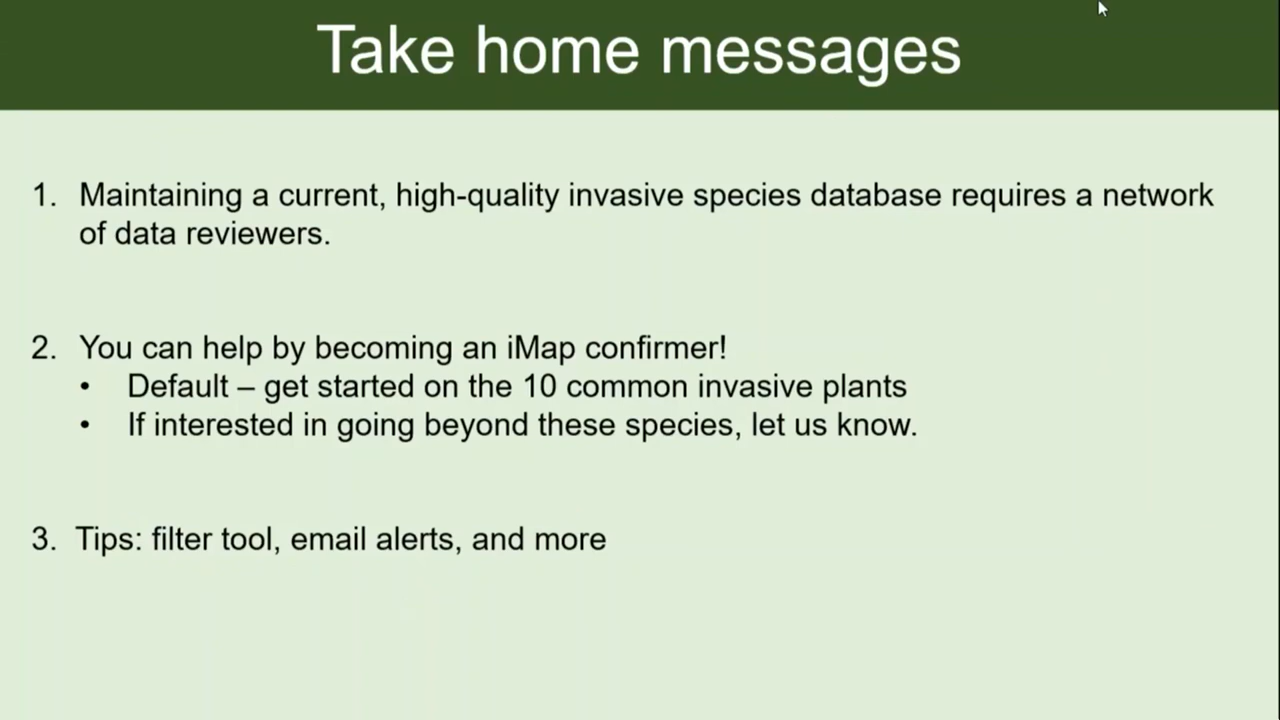 Take home messages
1. Maintaining a current, high-quality invasive species database requires a network
of data reviewers.
2. You can help by becoming an iMap confirmer!
• Default – get started on the 10 common invasive plants
• If interested in going beyond these species, let us know.
3. Tips: filter tool, email alerts, and more